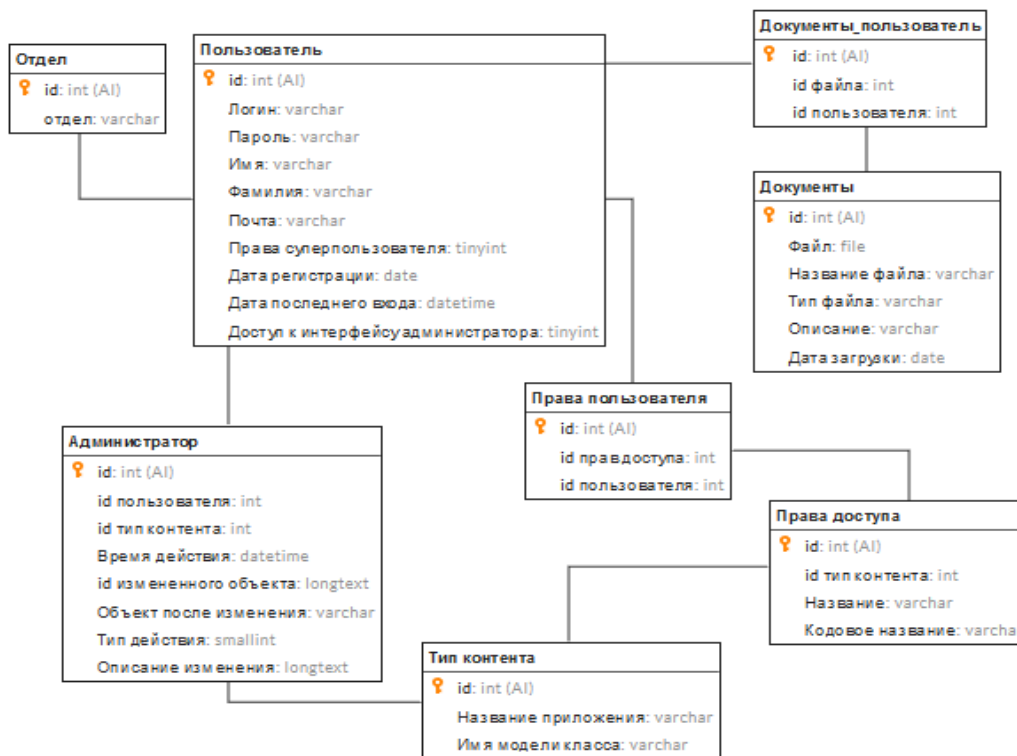 Отдел
id: int (AI)
отдел: varchar
Пользователь
id: int (AI)
Логин: varchar
Пароль: varchar
Имя: varchar
Фамилия: varchar
Почта: varchar
Права суперпользователя: tinyint
Дата регистрации: date
Дата последнего входа: datetime
Доступ к интерфейсу администратора: tinyint
Документы_пользователь
id: int (AI)
id файла: int
id пользователя: int
Документы
id: int (AI)
Файл: file
Название файла: varchar
Тип файла: varchar
Описание: varchar
Дата загрузки: date
Права пользователя
id: int (AI)
id прав доступа: int
id пользователя: int
Администратор
id: int (AI)
id пользователя: int
id тип контента: int
Время действия: datetime
id измененного объекта: longtext
Объект после изменения: varchar
Тип действия: smallint
Описание изменения: longtext
Права доступа
id: int (AI)
id тип контента: int
Название: varchar
Кодовое название: varcha
Тип контента
id: int (AI)
Название приложения: varchar
Имя модели класса: varchar